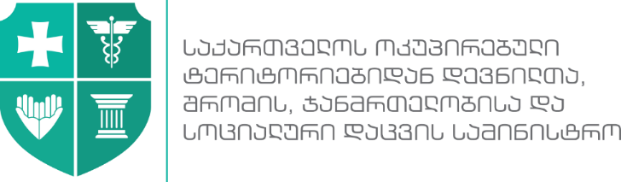 საქართველოს ოკუპირებული
ტერიტორიებიდან დევნილთა,
შრომის, ჯანმრთელობისა და
სოციალური დაცვის სამინისტრო